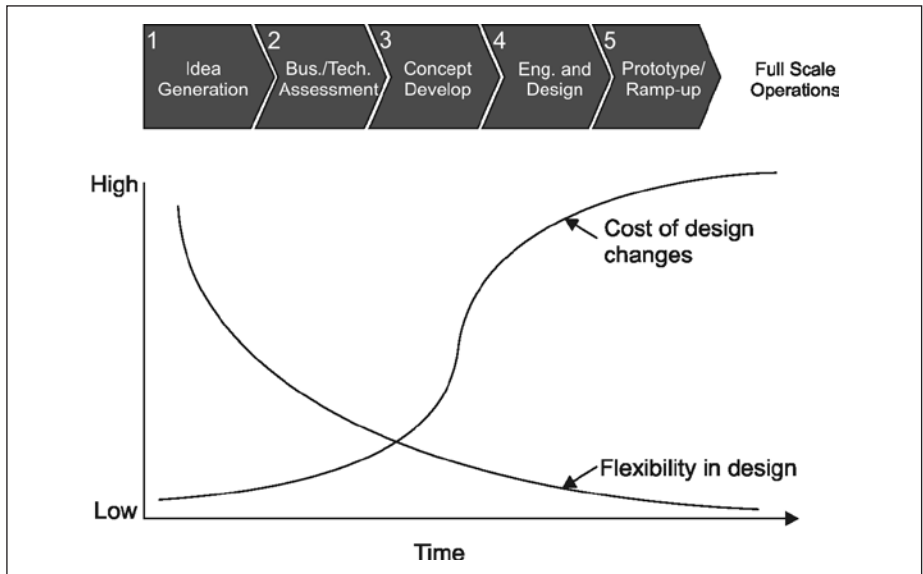 1
Idea
Generation
2
Bus./Tech.
Assessment
3
Concept
Develop
4
Eng. and
Design
5
Prototype/
Ramp-up
Full Scale
Operations
High
Cost of design
changes
Flexibility in design
Low
Time